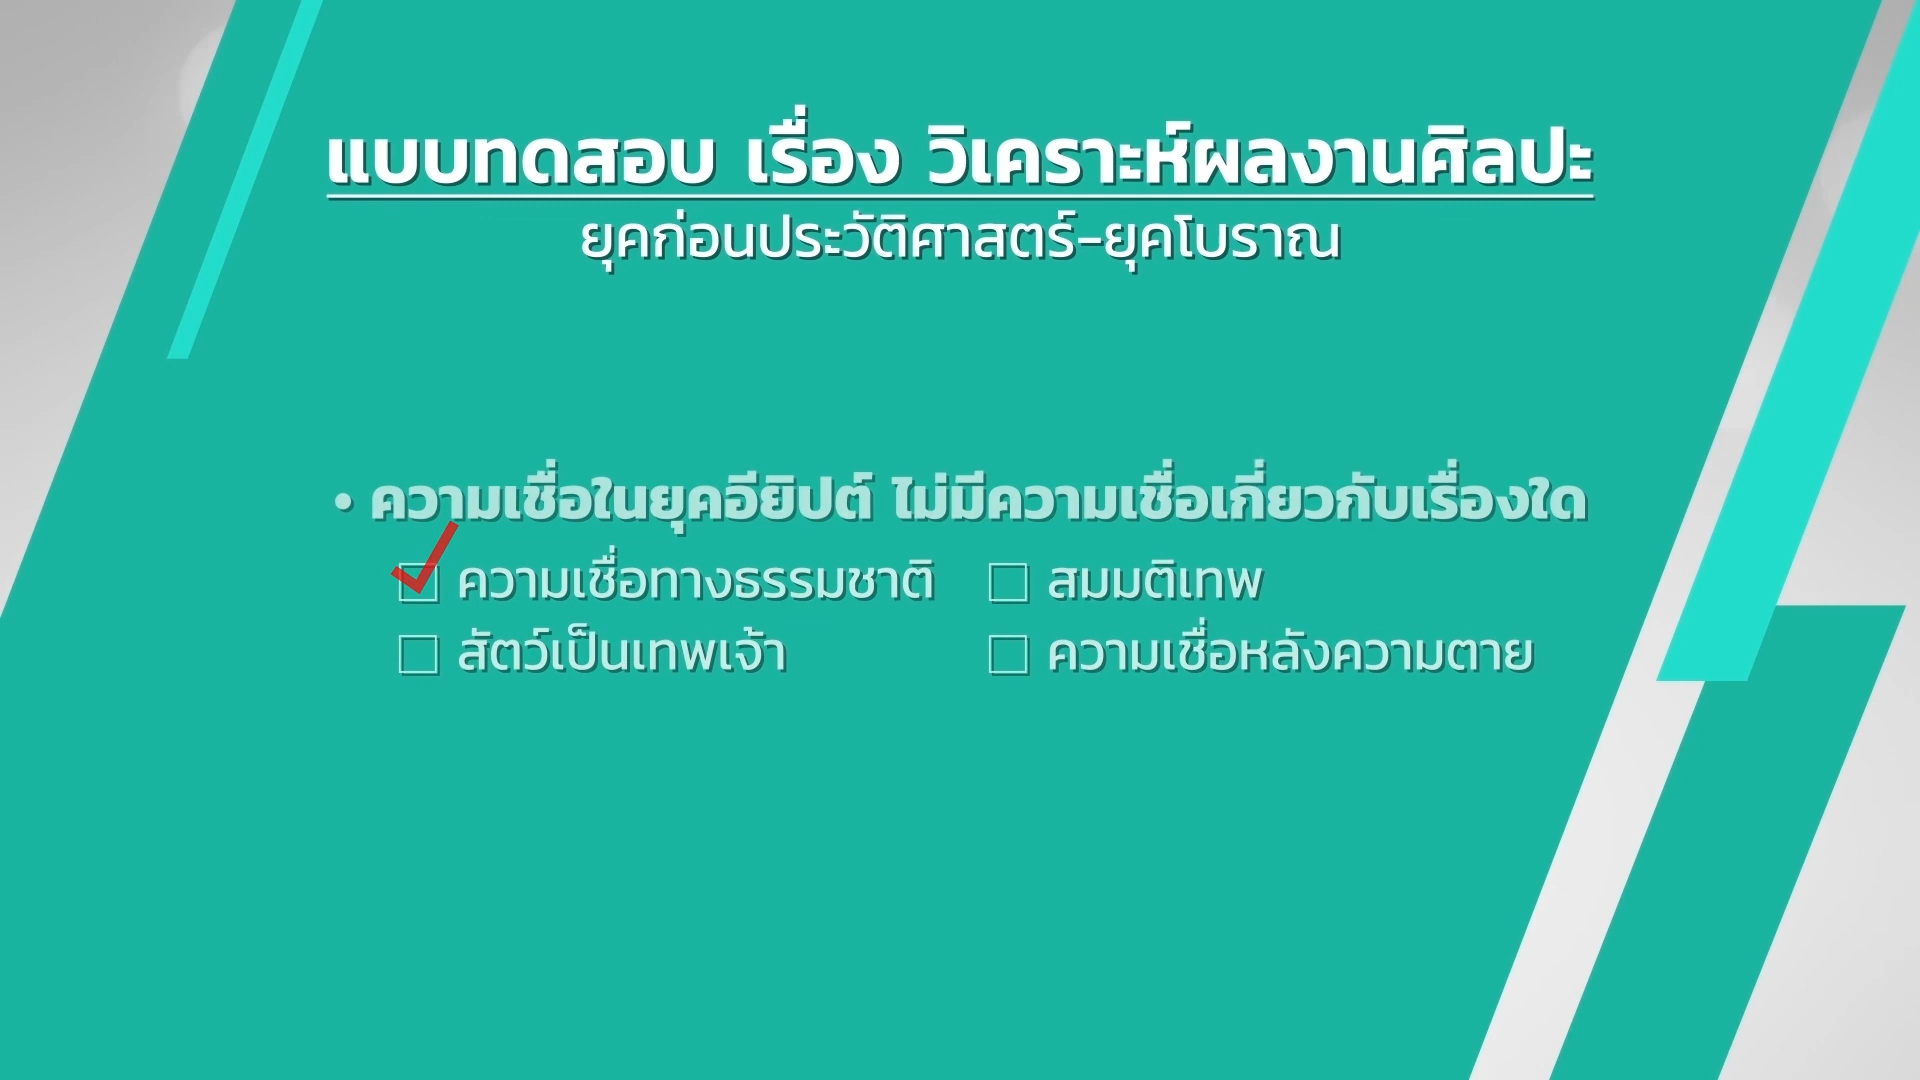 แบบทดสอบ เรื่อง วิเคราะห์ผลงานศิลปะ
ยุคก่อนประวัติศาสตร์-ยุคโบราณ
• ความเชื่อในยุคอียิปต์ ไม่มีความเชื่อเกี่ยวกับเรื่องใด
ความเชื่อทางธรรมชาติ สมมติเทพ
สัตว์เป็นเทพเจ้า ความเชื่อหลังความตาย